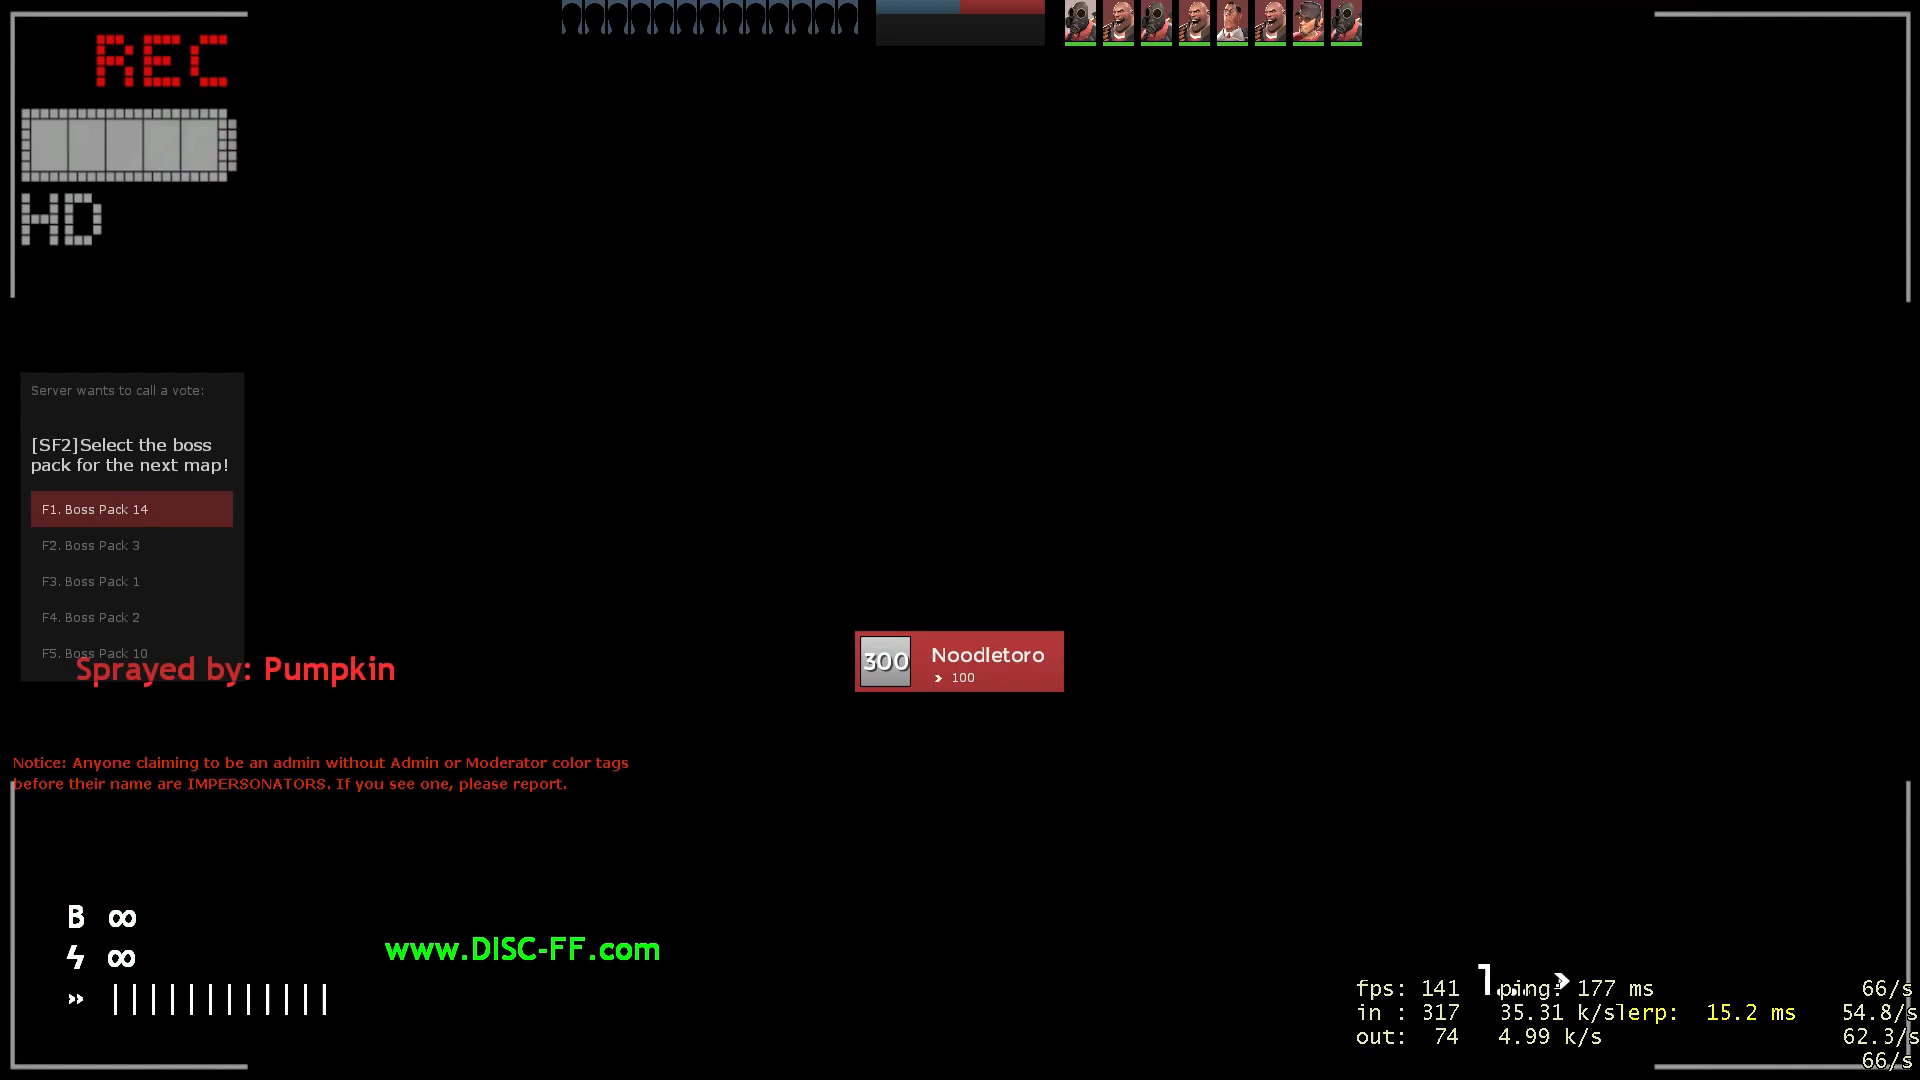 REC
HD
Server wants to call a vote:
[SF2]Select the boss
pack for the next map!
F1. Boss Pack 14
F2. Boss Pack 3
F3. Boss Pack 1
F4. Boss Pack 2
F5. Boss Pack 10
Sprayed by: Pumpkin
300 Noodletoro
100
Notice: Anyone claiming to be an admin without Admin or Moderator color tags
before their name are IMPERSONATORS. If you see one, please report.
B ∞
∞
» ||||||||||||
www.DISC-FF.com
fps: 141 ping: 177 ms 66/s
in : 317 35.31 k/s lerp: 15.2 ms 54.8/s
out: 74 4.99 k/s 62.3/s
66/s